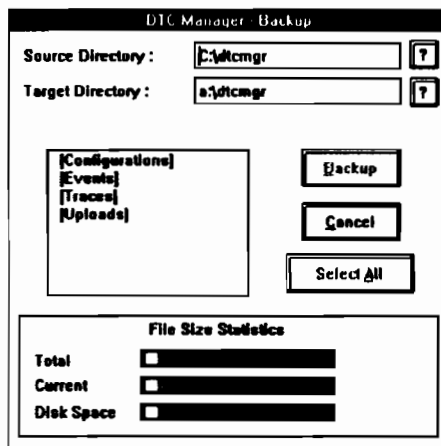 DTC Manager - Backup
Source Directory :
C:\dtcmgr
?
Target Directory :
a:\dtcmgr
?
[Configurations]
[Events]
[Traces]
[Uploads]
Backup
Cancel
Select All
File Size Statistics
Total
Current
Disk Space